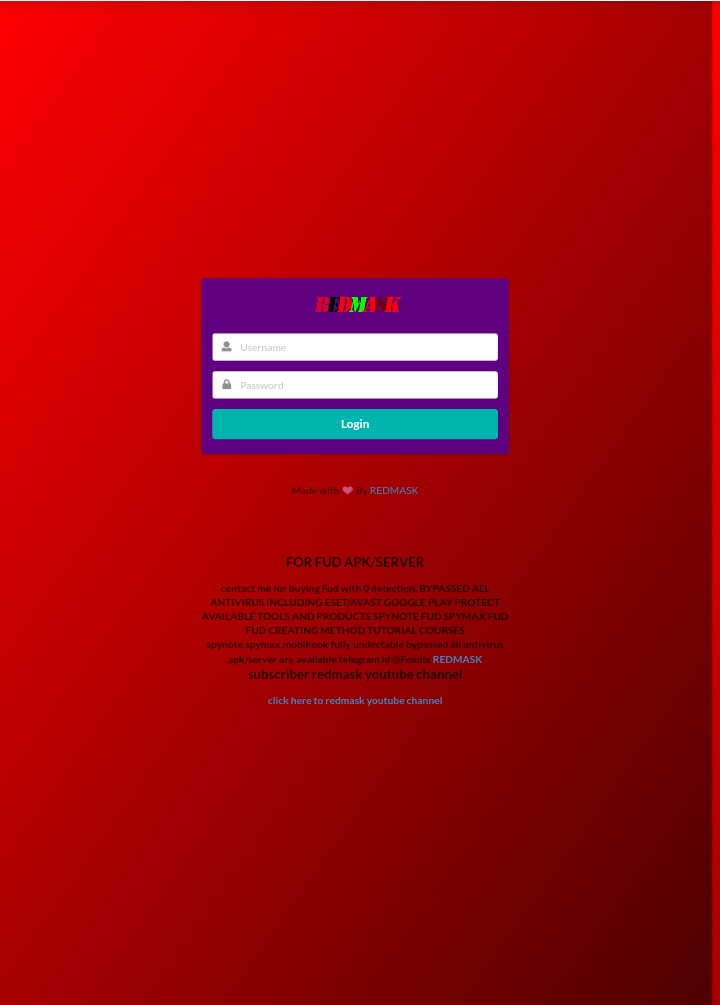 REDMASK
Username
Password
Login
Made with ❤ By REDMASK
FOR FUD APK/SERVER
contact me for buying Fud with 0 detection. BYPASSED ALL
ANTIVIRUS INCLUDING ESET/AVAST GOOGLE PLAY PROTECT
AVAILABLE TOOLS AND PRODUCTS SPYNOTE FUD SPYMAX FUD
FUD CREATING METHOD TUTORIAL COURSES
spynote,spymax,mobihook fully undectable bypassed all antivirus
apk/server are available telegram id @Foxdix REDMASK
subscriber redmask youtube channel
click here to redmask youtube channel